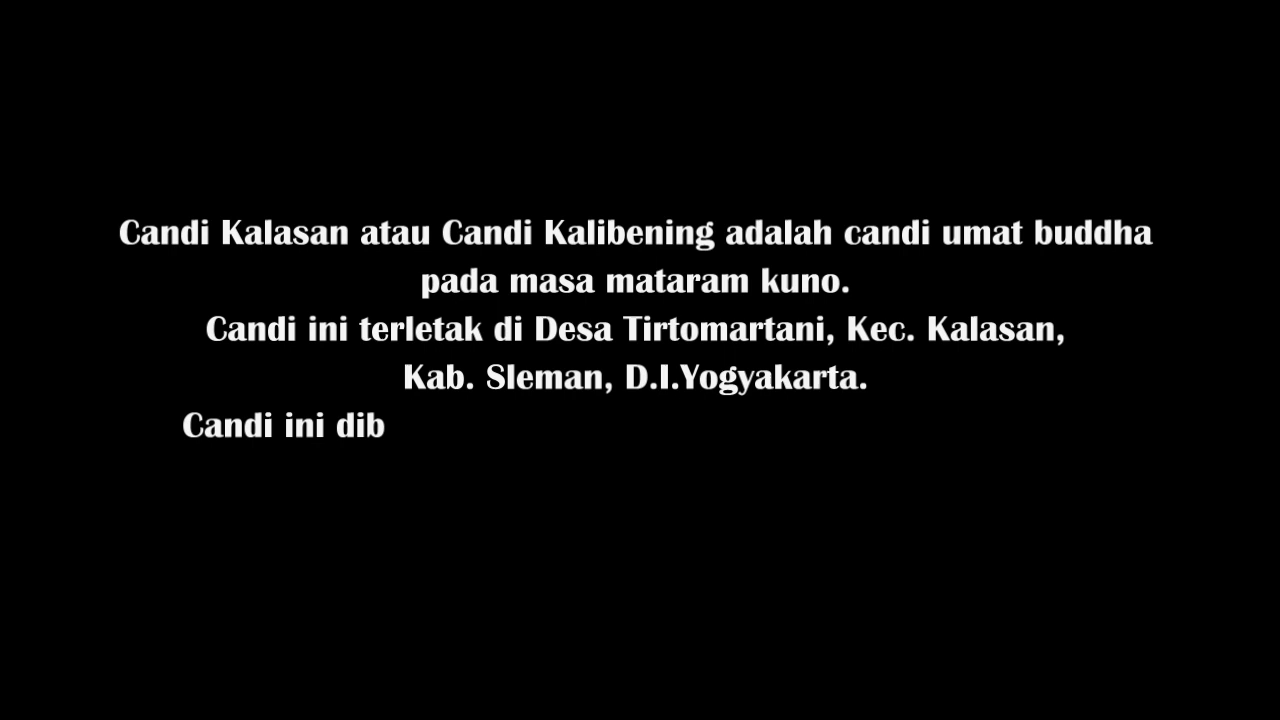 Candi Kalasan atau Candi Kalibening adalah candi umat buddha
pada masa mataram kuno.
Candi ini terletak di Desa Tirtomartani, Kec. Kalasan,
Kab. Sleman, D.I.Yogyakarta.
Candi ini dib